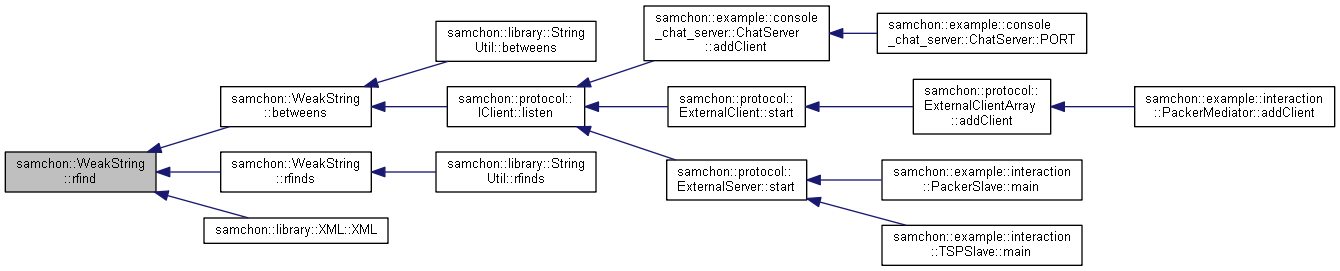 samchon::WeakString
::rfind
samchon::WeakString
::betweens
samchon::library::String
Util::betweens
samchon::protocol::
IClient::listen
samchon::example::console
_chat_server::ChatServer
::addClient
samchon::example::console
_chat_server::ChatServer::PORT
samchon::protocol::
ExternalClient::start
samchon::protocol::
ExternalClientArray
::addClient
samchon::example::interaction
::PackerMediator::addClient
samchon::protocol::
ExternalServer::start
samchon::example::interaction
::PackerSlave::main
samchon::example::interaction
::TSPSlave::main
samchon::WeakString
::rfinds
samchon::library::String
Util::rfinds
samchon::library::XML::XML